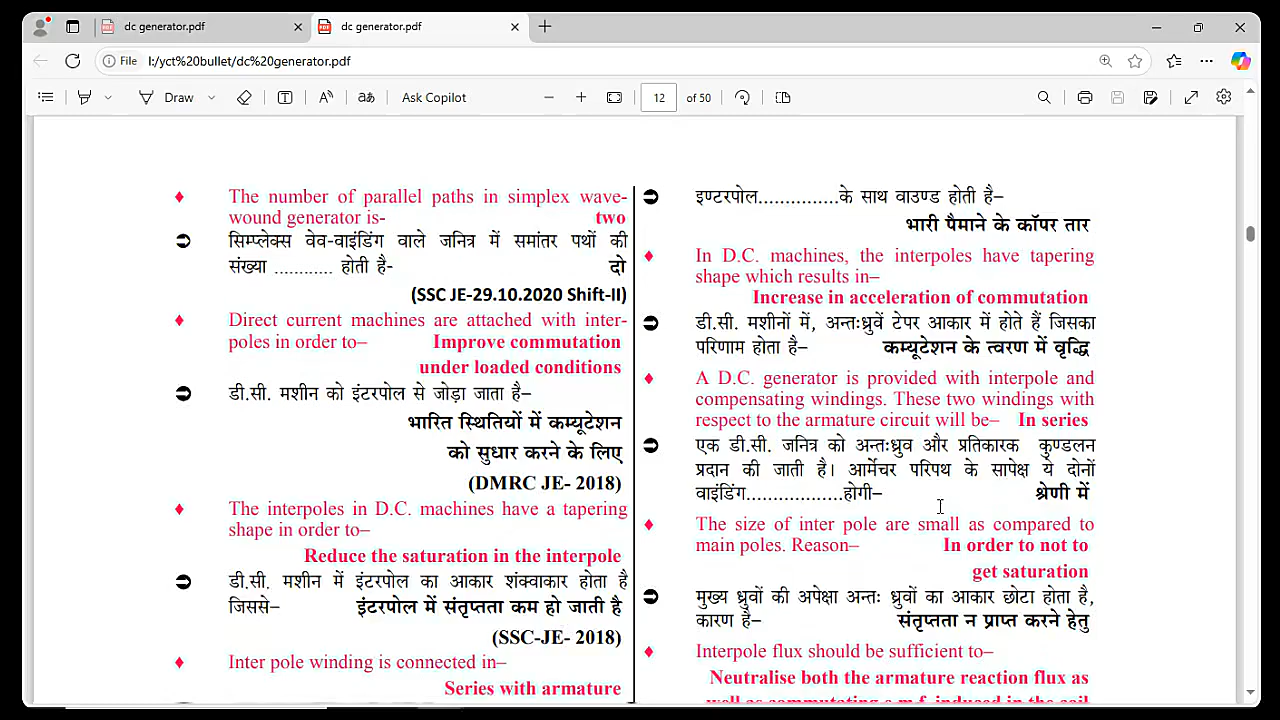 dc generator.pdf
dc generator.pdf
File
I:/yct%20bullet/dc%20generator.pdf
Draw
Ask Copilot
12
of 50
♦ The number of parallel paths in simplex wave-
wound generator is- two
सिम्प्लेक्स वेव-वाइंडिंग वाले जनित्र में समांतर पथों की
संख्या ............ होती है- दो
(SSC JE-29.10.2020 Shift-II)
♦ Direct current machines are attached with inter-
poles in order to– Improve commutation
under loaded conditions
डी.सी. मशीन को इंटरपोल से जोड़ा जाता है–
भारित स्थितियों में कम्यूटेशन
को सुधार करने के लिए
(DMRC JE- 2018)
♦ The interpoles in D.C. machines have a tapering
shape in order to–
Reduce the saturation in the interpole
डी.सी. मशीन में इंटरपोल का आकार शंक्वाकार होता है
जिससे– इंटरपोल में संतृप्तता कम हो जाती है
(SSC-JE- 2018)
♦ Inter pole winding is connected in–
Series with armature
इण्टरपोल...............के साथ वाउण्ड होती है–
भारी पैमाने के कॉपर तार
♦ In D.C. machines, the interpoles have tapering
shape which results in–
Increase in acceleration of commutation
डी.सी. मशीनों में, अन्तःध्रुवें टेपर आकार में होते हैं जिसका
परिणाम होता है– कम्यूटेशन के त्वरण में वृद्धि
♦ A D.C. generator is provided with interpole and
compensating windings. These two windings with
respect to the armature circuit will be– In series
एक डी.सी. जनित्र को अन्तःध्रुव और प्रतिकारक कुण्डलन
प्रदान की जाती है। आर्मेचर परिपथ के सापेक्ष ये दोनों
वाइंडिंग..................होगी– श्रेणी में
♦ The size of inter pole are small as compared to
main poles. Reason– In order to not to
get saturation
मुख्य ध्रुवों की अपेक्षा अन्तः ध्रुवों का आकार छोटा होता है,
कारण है– संतृप्तता न प्राप्त करने हेतु
♦ Interpole flux should be sufficient to–
Neutralise both the armature reaction flux as
well as commutating e.m.f. induced in the coil